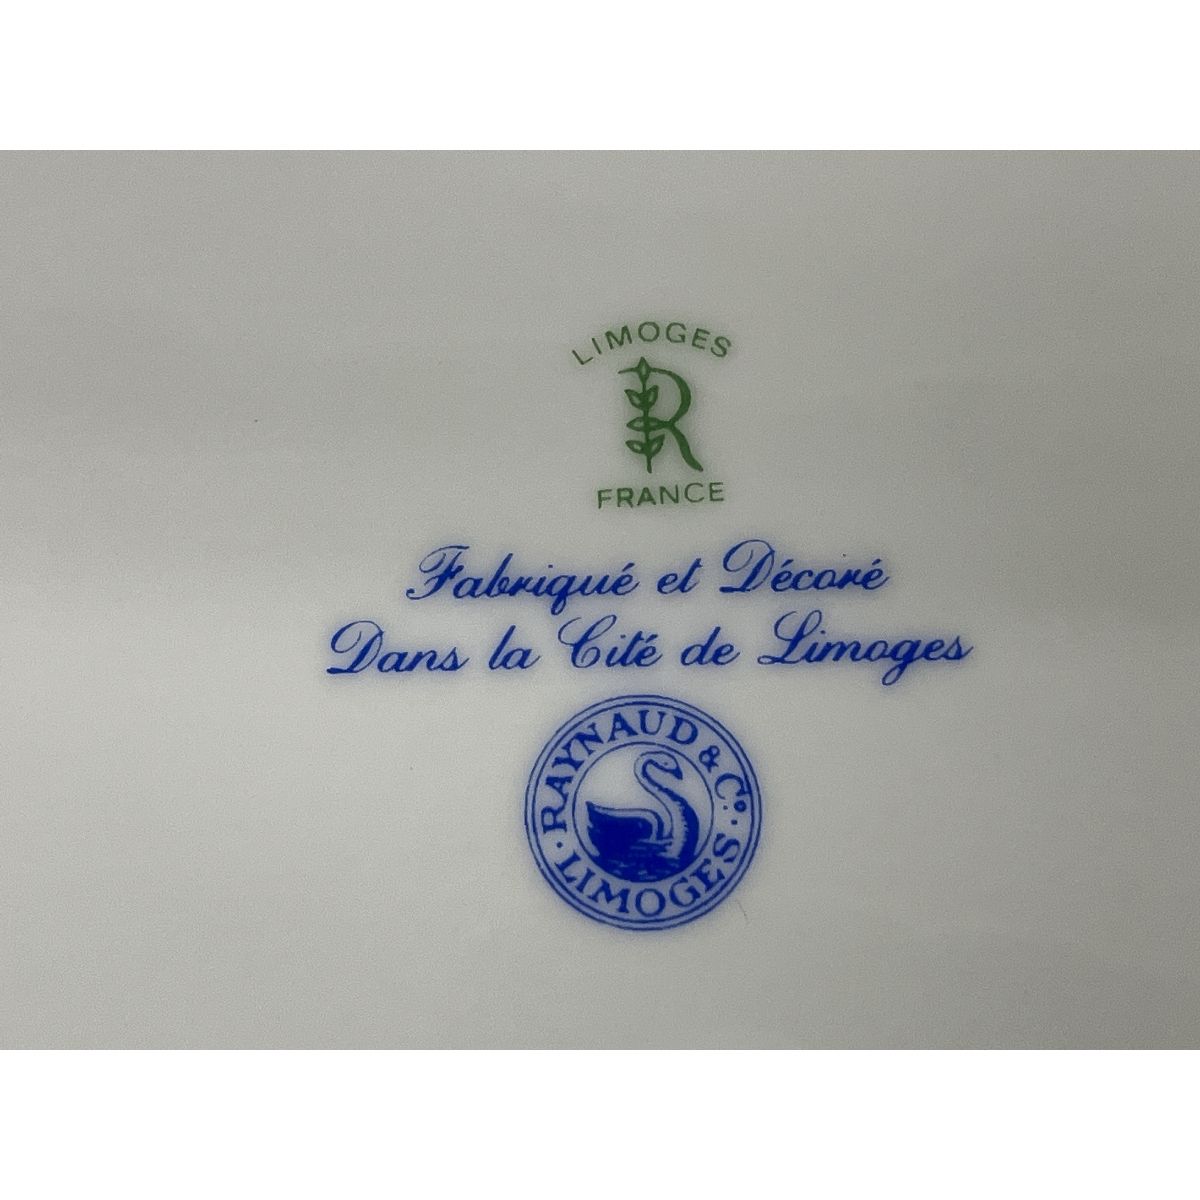 LIMOGES
R
FRANCE
Fabriqué et Décoré
Dans la Cité de Limoges
RAYNAUD & Co.
LIMOGES